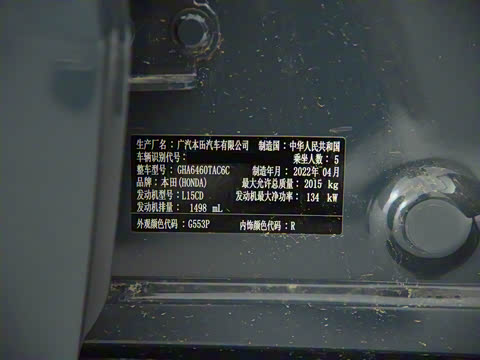 生产厂名：广汽本田汽车有限公司 制造国：中华人民共和国
车辆识别代号： 乘坐人数：5
整车型号：GHA6460TAC6C 制造年月：2022年04月
品牌：本田(HONDA) 最大允许总质量：2015 kg
发动机型号：L15CD 发动机最大净功率：134 kW
发动机排量：1498 mL
外观颜色代码：G553P 内饰颜色代码：R